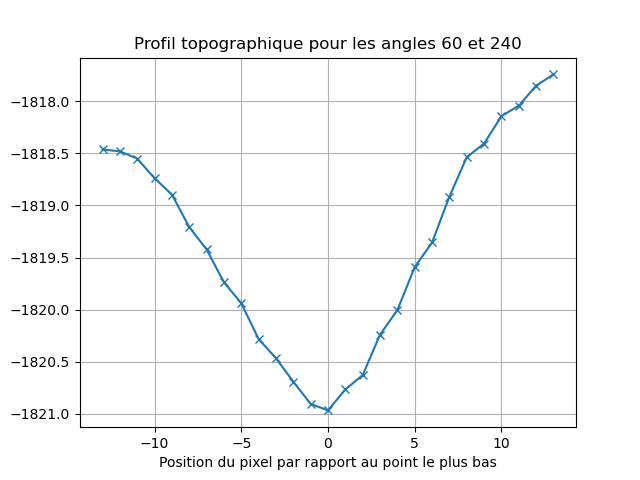 Profil topographique pour les angles 60 et 240
−1818.0
−1818.5
−1819.0
−1819.5
−1820.0
−1820.5
−1821.0
−10 −5 0 5 10
Position du pixel par rapport au point le plus bas